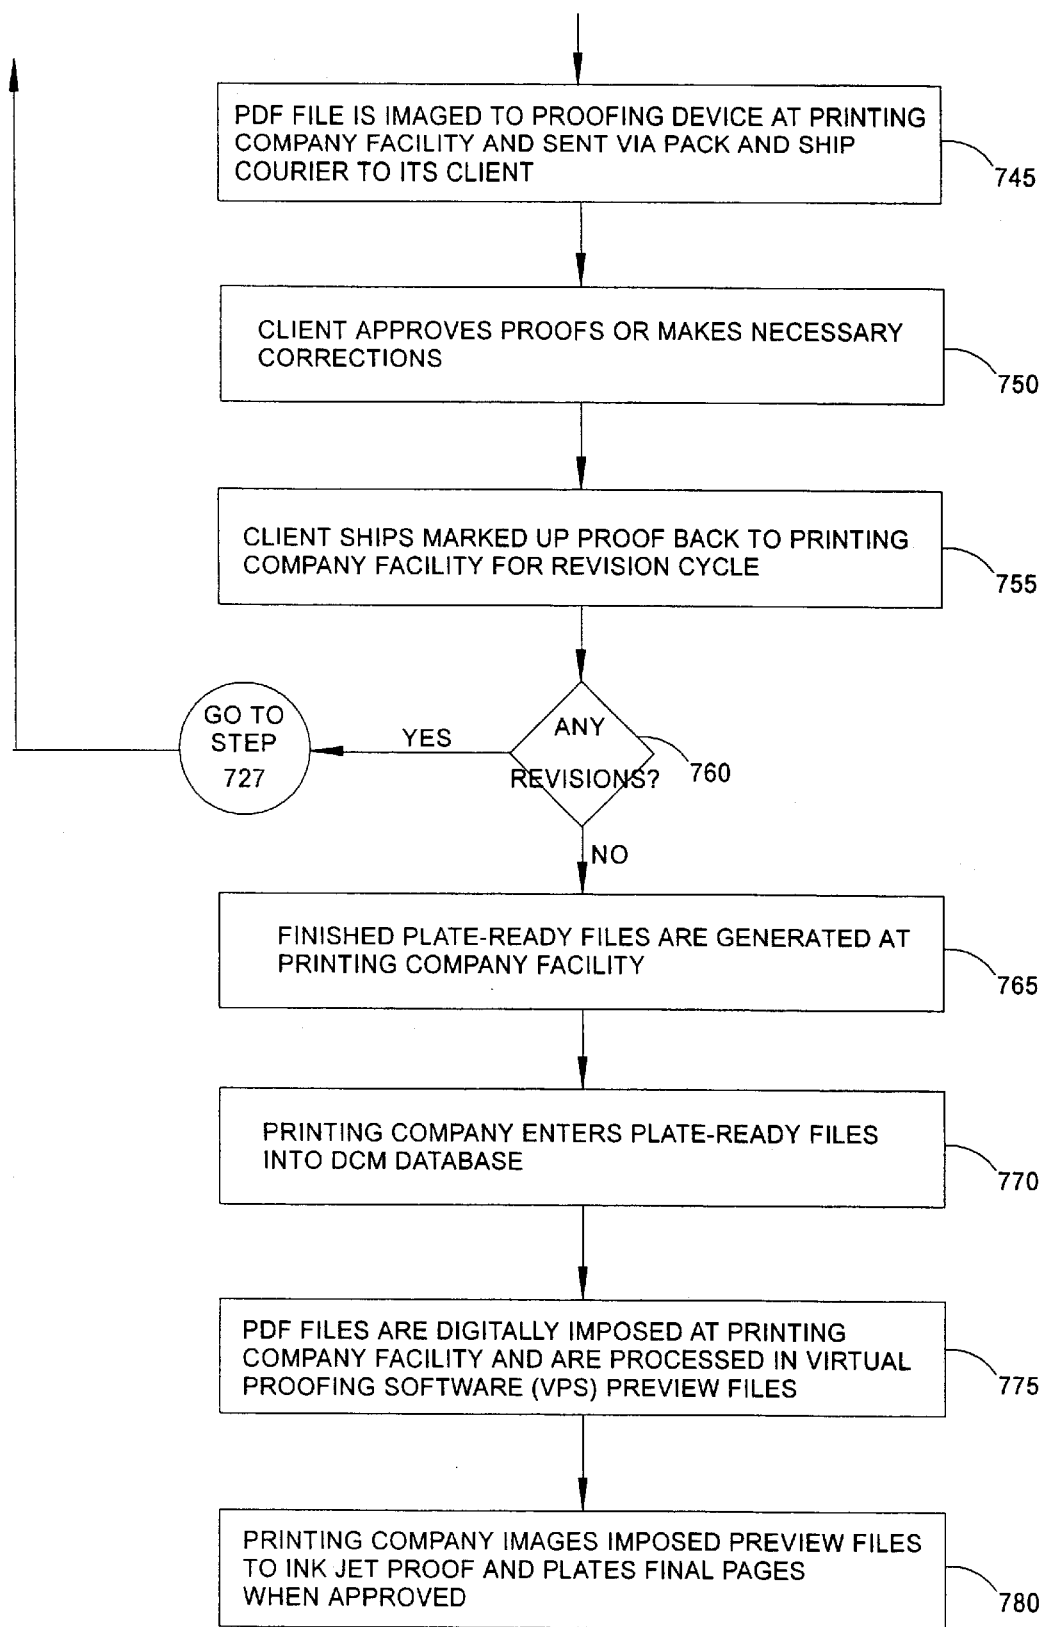 PDF FILE IS IMAGED TO PROOFING DEVICE AT PRINTING
COMPANY FACILITY AND SENT VIA PACK AND SHIP
COURIER TO ITS CLIENT
745
CLIENT APPROVES PROOFS OR MAKES NECESSARY
CORRECTIONS
750
CLIENT SHIPS MARKED UP PROOF BACK TO PRINTING
COMPANY FACILITY FOR REVISION CYCLE
755
GO TO
STEP
727
YES
ANY
REVISIONS?
760
NO
FINISHED PLATE-READY FILES ARE GENERATED AT
PRINTING COMPANY FACILITY
765
PRINTING COMPANY ENTERS PLATE-READY FILES
INTO DCM DATABASE
770
PDF FILES ARE DIGITALLY IMPOSED AT PRINTING
COMPANY FACILITY AND ARE PROCESSED IN VIRTUAL
PROOFING SOFTWARE (VPS) PREVIEW FILES
775
PRINTING COMPANY IMAGES IMPOSED PREVIEW FILES
TO INK JET PROOF AND PLATES FINAL PAGES
WHEN APPROVED
780